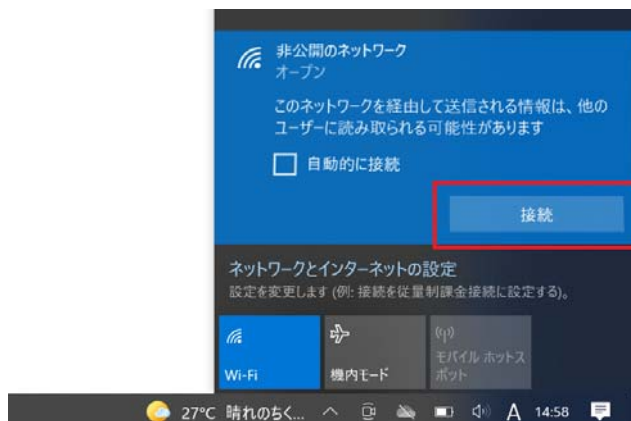 非公開のネットワーク
オープン
このネットワークを経由して送信される情報は、他の
ユーザーに読み取られる可能性があります
自動的に接続
接続
ネットワークとインターネットの設定
設定を変更します (例: 接続を従量制課金接続に設定する)。
Wi-Fi
機内モード
モバイル ホットス
ポット
27°C 晴れのちく...
A
14:58